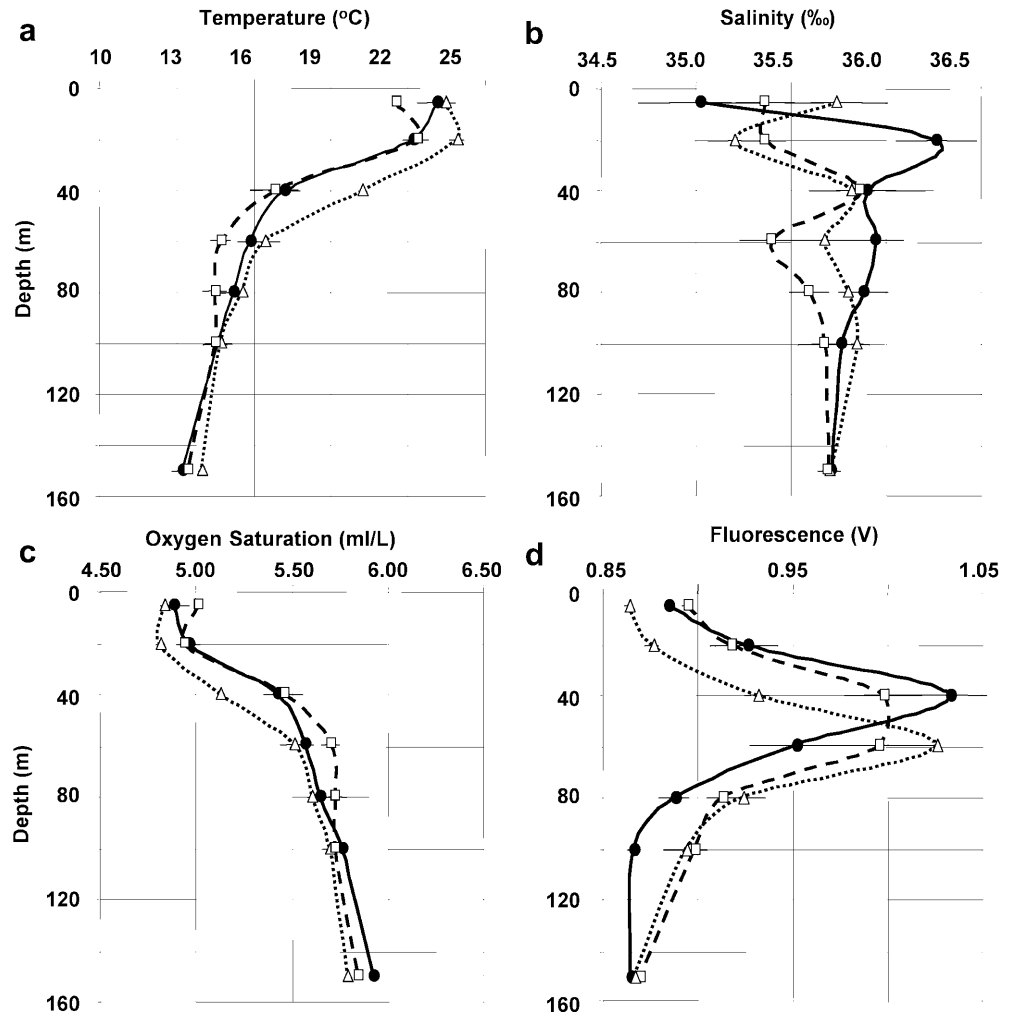 a
Temperature (ºC)
10 13 16 19 22 25
0
40
80
120
160
Depth (m)
b
Salinity (‰)
34.5 35.0 35.5 36.0 36.5
0
40
80
120
160
c
Oxygen Saturation (ml/L)
4.50 5.00 5.50 6.00 6.50
0
40
80
120
160
Depth (m)
d
Fluorescence (V)
0.85 0.95 1.05
0
40
80
120
160